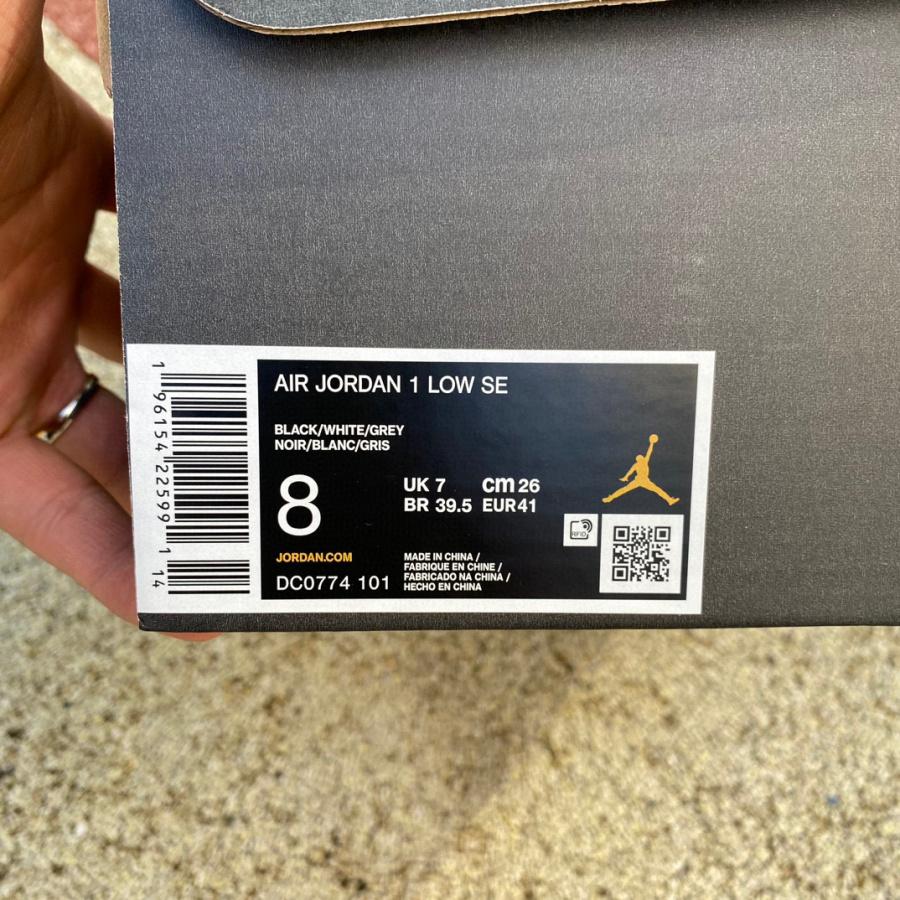 AIR JORDAN 1 LOW SE
BLACK/WHITE/GREY
NOIR/BLANC/GRIS
8
UK 7 cm 26
BR 39.5 EUR 41
JORDAN.COM
DC0774 101
MADE IN CHINA /
FABRIQUE EN CHINE /
FABRICADO NA CHINA /
HECHO EN CHINA
RFID
1 96154 22599 1 14